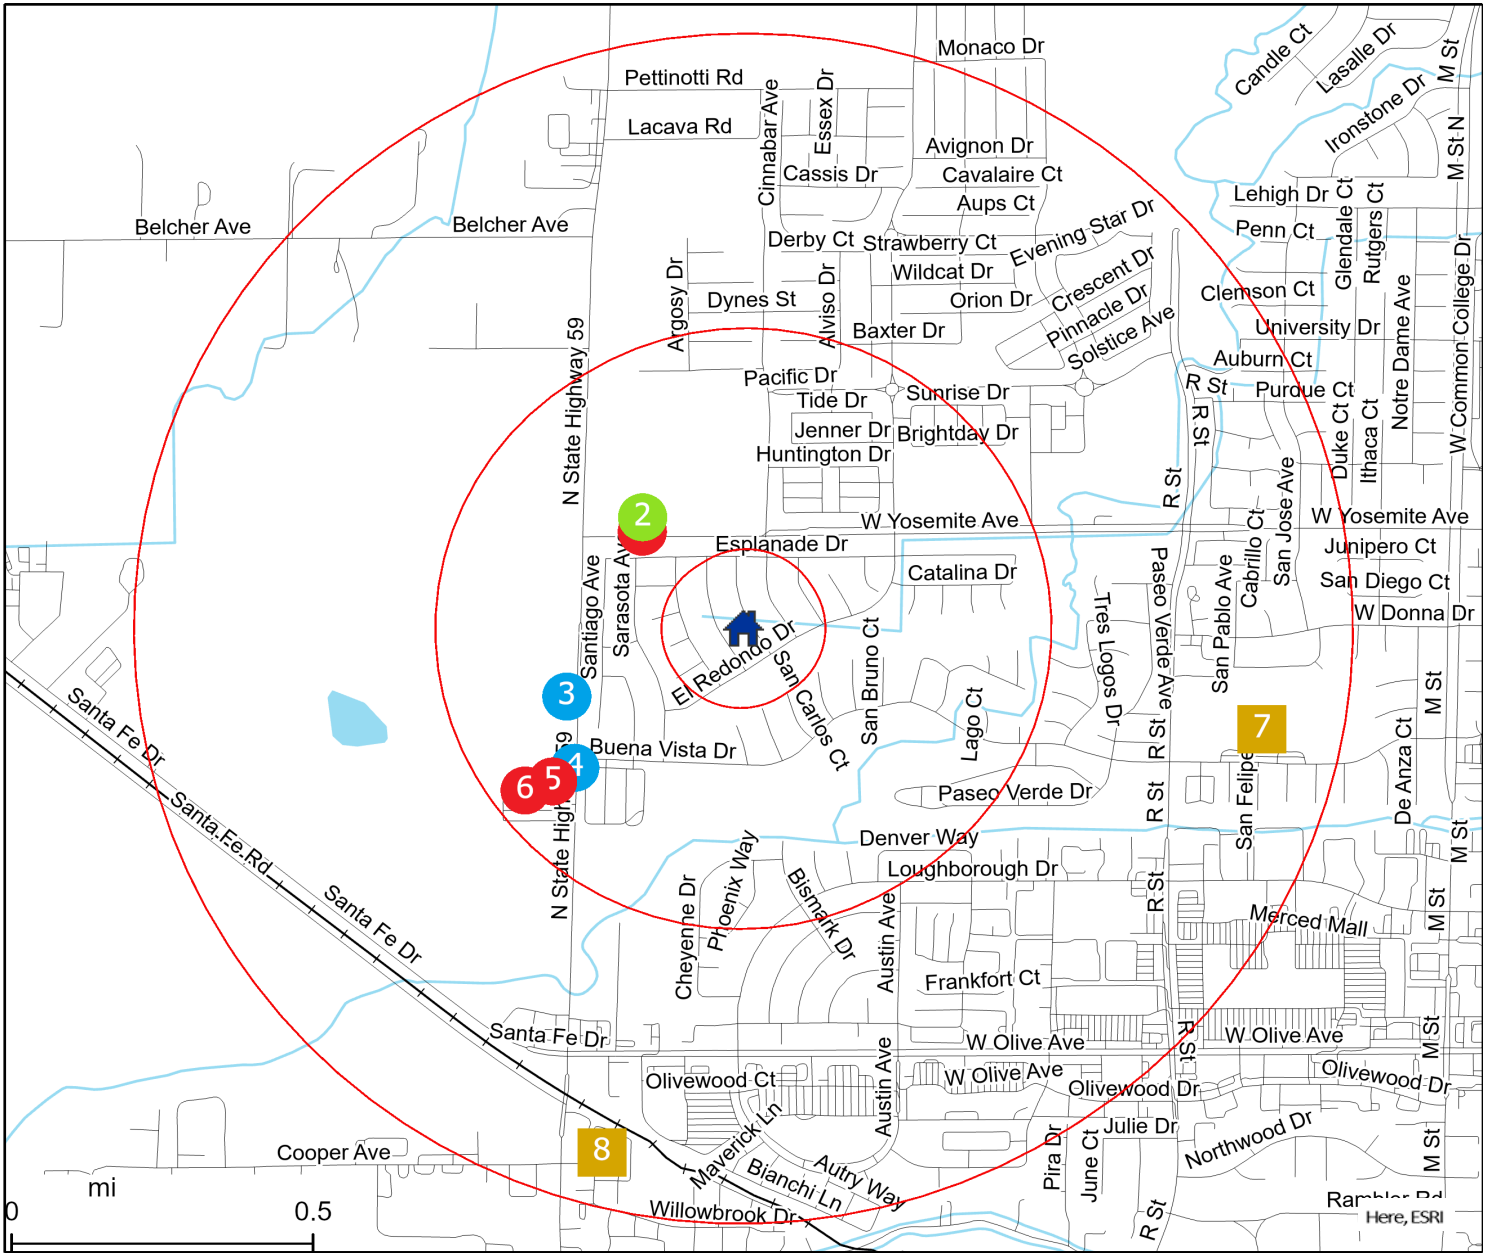 Monaco Dr
Candle Ct
Lasalle Dr
M St
Pettinotti Rd
Cinnabar Ave
Essex Dr
Ironstone Dr
Lacava Rd
Avignon Dr
M St N
Cassis Dr
Cavalaire Ct
Aups Ct
Lehigh Dr
Glendale Ct
Rutgers Ct
Belcher Ave
Belcher Ave
Derby Ct
Strawberry Ct
Evening Star Dr
Penn Ct
Wildcat Dr
Crescent Dr
W Common College Dr
Argosy Dr
Dynes St
Alviso Dr
Orion Dr
Pinnacle Dr
Clemson Ct
N State Highway 59
Baxter Dr
Solstice Ave
University Dr
Notre Dame Ave
Auburn Ct
Pacific Dr
Sunrise Dr
R St
Purdue Ct
Tide Dr
Jenner Dr
Brightday Dr
R St
Duke Ct
Ithaca Ct
Huntington Dr
R St
San Jose Ave
2
W Yosemite Ave
W Yosemite Ave
Esplanade Dr
Cabrillo Ct
Junipero Ct
Santiago Ave
Sarasota Av
Catalina Dr
Paseo Verde Ave
San Pablo Ave
San Diego Ct
Tres Logos Dr
W Donna Dr
El Redondo Dr
San Carlos Ct
San Bruno Ct
3
Lago Ct
M St
Santa Fe Dr
59
Buena Vista Dr
R St
7
4
5
6
Paseo Verde Dr
R St
San Felipe
De Anza Ct
Santa Fe Rd
N State High
Denver Way
M St
Phoenix Way
Loughborough Dr
Cheyenne Dr
Bismark Dr
Austin Ave
R St
Merced Mall
M St
Santa Fe Dr
Frankfort Ct
Santa Fe Dr
W Olive Ave
R St
W Olive Ave
M St
Olivewood Ct
Austin Ave
W Olive Ave
Olivewood Dr
Olivewood Dr
Maverick Ln
Julie Dr
Northwood Dr
8
Cooper Ave
Bianchi Ln
Autry Way
Pira Dr
June Ct
M St
mi
Willowbrook Dr
R St
Rambler Rd
0
0.5
Here, ESRI